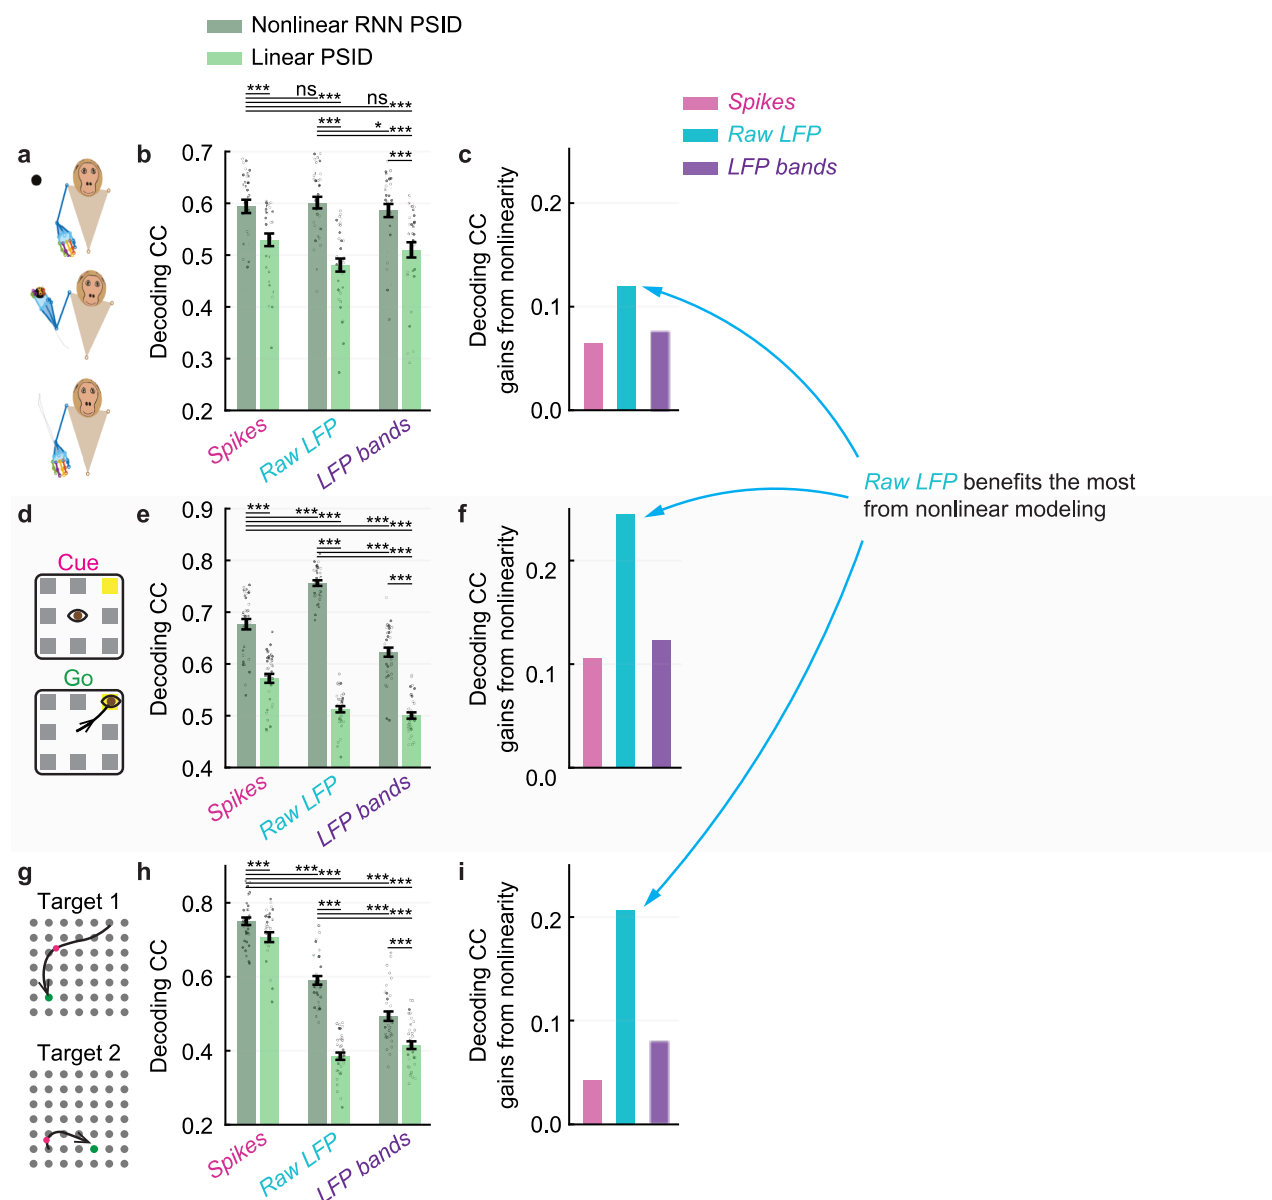 Nonlinear RNN PSID
Linear PSID
Spikes
Raw LFP
LFP bands
a
b
*** ns *** ns ***
*** * ***
***
Decoding CC
0.7
0.6
0.5
0.4
0.3
0.2
Spikes
Raw LFP
LFP bands
c
Decoding CC
gains from nonlinearity
0.2
0.1
0.0
Raw LFP benefits the most
from nonlinear modeling
d
Cue
Go
e
*** *** *** *** ***
*** *** ***
***
Decoding CC
0.9
0.8
0.7
0.6
0.5
0.4
Spikes
Raw LFP
LFP bands
f
Decoding CC
gains from nonlinearity
0.2
0.1
0.0
g
Target 1
Target 2
h
*** *** *** *** ***
*** *** ***
***
Decoding CC
0.8
0.6
0.4
0.2
Spikes
Raw LFP
LFP bands
i
Decoding CC
gains from nonlinearity
0.2
0.1
0.0